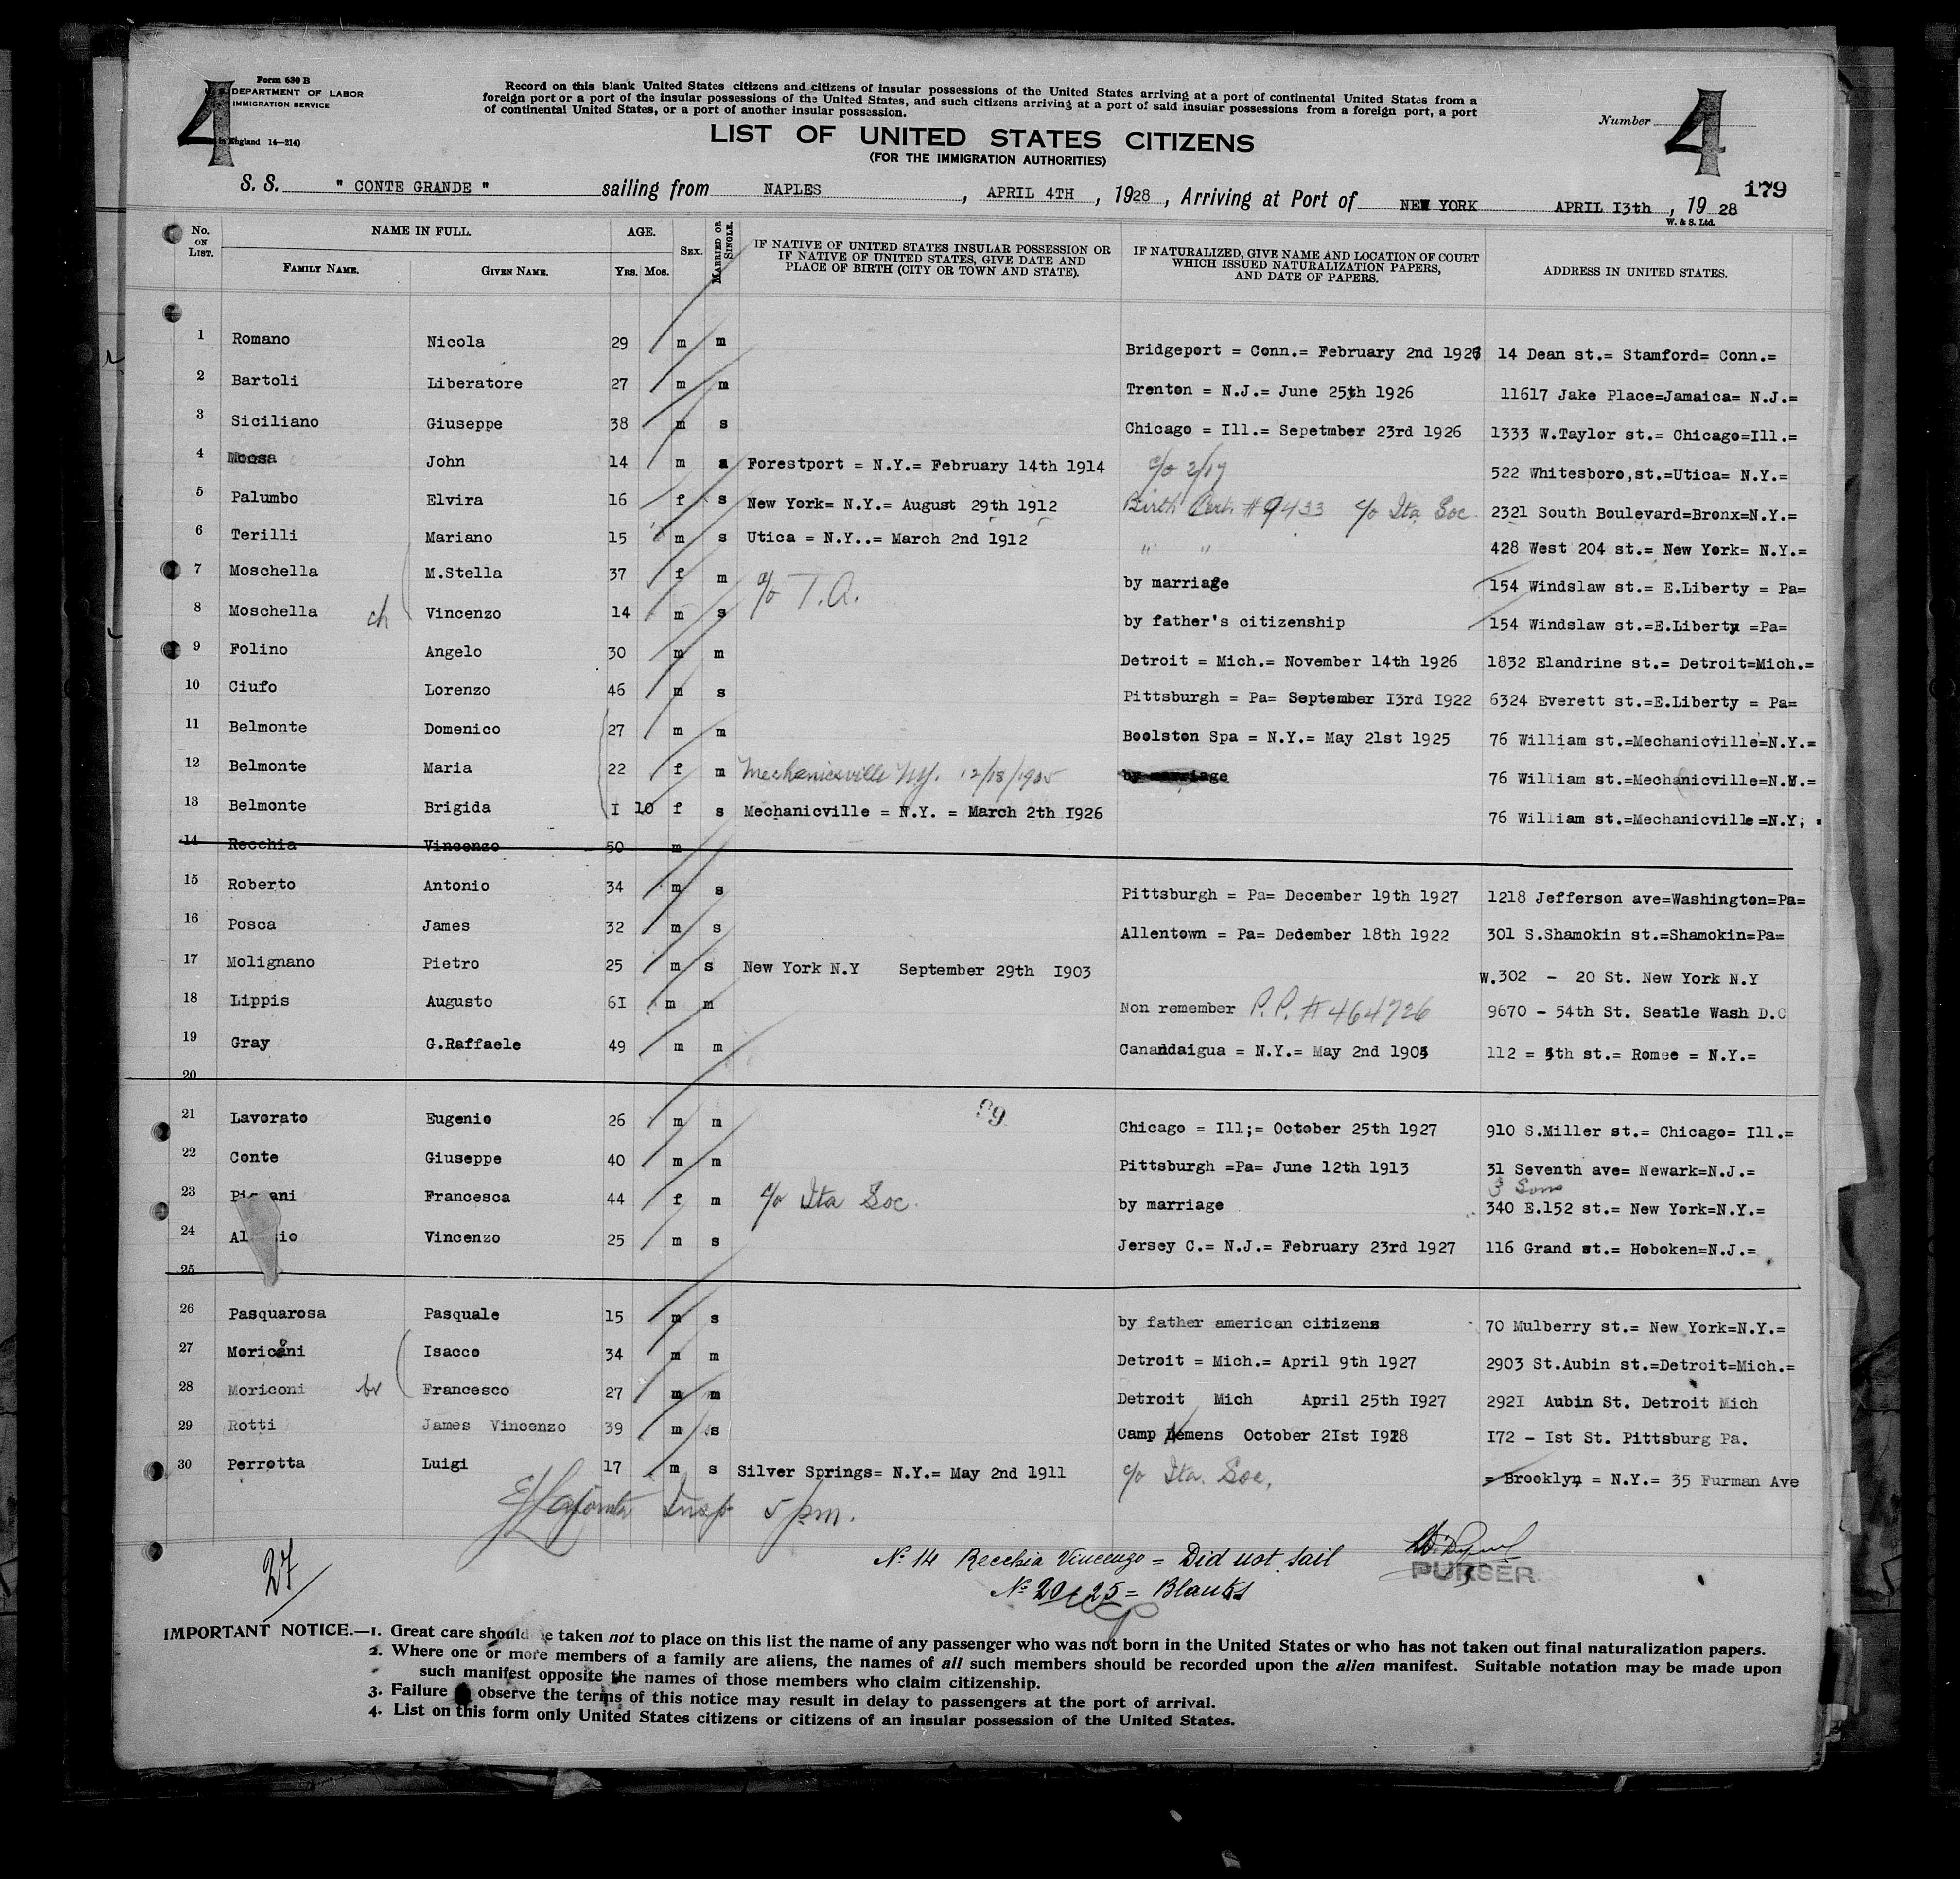 Form 630 B
DEPARTMENT OF LABOR
IMMIGRATION SERVICE
England 14—214)
4
Record on this blank United States citizens and citizens of insular possessions of the United States arriving at a port of continental United States from a
foreign port or a port of the insular possessions of the United States, and such citizens arriving at a port of said insular possessions from a foreign port, a port
of continental United States, or a port of another insular possession.
Number 4
LIST OF UNITED STATES CITIZENS
(FOR THE IMMIGRATION AUTHORITIES)
179
S. S. " CONTE GRANDE " sailing from NAPLES, APRIL 4TH, 1928, Arriving at Port of NEW YORK APRIL I3th, 19 28
W. & S. Ltd.
No. ON LIST. NAME IN FULL. AGE. SEX. MARRIED OR SINGLE. IF NATIVE OF UNITED STATES INSULAR POSSESSION OR IF NATIVE OF UNITED STATES, GIVE DATE AND PLACE OF BIRTH (CITY OR TOWN AND STATE). IF NATURALIZED, GIVE NAME AND LOCATION OF COURT WHICH ISSUED NATURALIZATION PAPERS, AND DATE OF PAPERS. ADDRESS IN UNITED STATES.
FAMILY NAME. GIVEN NAME. YRS. MOS.
1 Romano Nicola 29 m m Bridgeport = Conn.= February 2nd 1926 14 Dean st.= Stamford= Conn.=
2 Bartoli Liberatore 27 m m Trenton = N.J.= June 25th 1926 11617 Jake Place=Jamaica= N.J.=
3 Siciliano Giuseppe 38 m s Chicago = Ill.= Sepetmber 23rd 1926 1333 W.Taylor st.= Chicago=Ill.=
4 John 14 m s Forestport = N.Y.= February 14th 1914 c/o 2/17 522 Whitesboro,st.=Utica= N.Y.=
5 Palumbo Elvira 16 f s New York= N.Y.= August 29th 1912 Birth Cert. #9433 c/o Ita Soc. 2321 South Boulevard=Bronx=N.Y.=
6 Terilli Mariano 15 m s Utica = N.Y..= March 2nd 1912 " " 428 West 204 st.= New York= N.Y.=
7 Moschella M.Stella 37 f m c/o T.A. by marriage 154 Windslaw st.= E.Liberty = Pa=
8 Moschella ch Vincenzo 14 m s by father's citizenship 154 Windslaw st.=E.Liberty =Pa=
9 Folino Angelo 30 m m Detroit = Mich.= November 14th 1926 1832 Elandrine st.= Detroit=Mich.=
10 Ciufo Lorenzo 46 m s Pittsburgh = Pa= September I3rd I922 6324 Everett st.=E.Liberty = Pa=
11 Belmonte Domenico 27 m m Boolston Spa = N.Y.= May 21st 1925 76 William st.=Mechanicville=N.Y.=
12 Belmonte Maria 22 f m Mechanicsville N.Y. 12/18/1905 by marriage 76 William st.=Mechanicville=N.Y.=
13 Belmonte Brigida I 10 f s Mechanicville = N.Y. = March 2th I926 76 William st.=Mechanicville=N.Y;
14 Recchia Vincenzo 50 m
15 Roberto Antonio 34 m s Pittsburgh = Pa= December 19th 1927 1218 Jefferson ave=Washington=Pa=
16 Posca James 32 m s Allentown = Pa= Dedember 18th 1922 301 S.Shamokin st.=Shamokin=Pa=
17 Molignano Pietro 25 m s New York N.Y September 29th I903 W.302 - 20 St. New York N.Y
18 Lippis Augusto 6I m m Non remember P.P. #464726 9670 - 54th St. Seatle Wash D.C
19 Gray G.Raffaele 49 m m Canandaigua = N.Y.= May 2nd 1905 112 = 5th st.= Romee = N.Y.=
20
89
21 Lavorato Eugenio 26 m m Chicago = Ill;= October 25th 1927 910 S.Miller st.= Chicago= Ill.=
22 Conte Giuseppe 40 m m Pittsburgh =Pa= June 12th 1913 31 Seventh ave= Newark=N.J.=
3 Sons
23 Francesca 44 f m c/o Ita Soc. by marriage 340 E.152 st.= New York=N.Y.=
24 Vincenzo 25 m s Jersey C.= N.J.= February 23rd 1927 116 Grand st.= Hoboken=N.J.=
25
26 Pasquarosa Pasquale 15 m s by father american citizens 70 Mulberry st.= New York=N.Y.=
27 Moriconi Isacco 34 m m Detroit = Mich.= April 9th 1927 2903 St.Aubin st.=Detroit=Mich.=
28 Moriconi br Francesco 27 m m Detroit Mich April 25th I927 292I Aubin St. Detroit Mich
29 Rotti James Vincenzo 39 m s Camp Demens October 2Ist I918 I72 - Ist St. Pittsburg Pa.
30 Perrotta Luigi 17 m s Silver Springs= N.Y.= May 2nd 1911 c/o Ita. Soc. = Brooklyn = N.Y.= 35 Furman Ave
Insp 5 pm.
27
No 14 Recchia Vincenzo = Did not sail
PURSER
No 20 & 25 = Blanks
IMPORTANT NOTICE.—1. Great care should be taken not to place on this list the name of any passenger who was not born in the United States or who has not taken out final naturalization papers.
2. Where one or more members of a family are aliens, the names of all such members should be recorded upon the alien manifest. Suitable notation may be made upon
such manifest opposite the names of those members who claim citizenship.
3. Failure observe the terms of this notice may result in delay to passengers at the port of arrival.
4. List on this form only United States citizens or citizens of an insular possession of the United States.